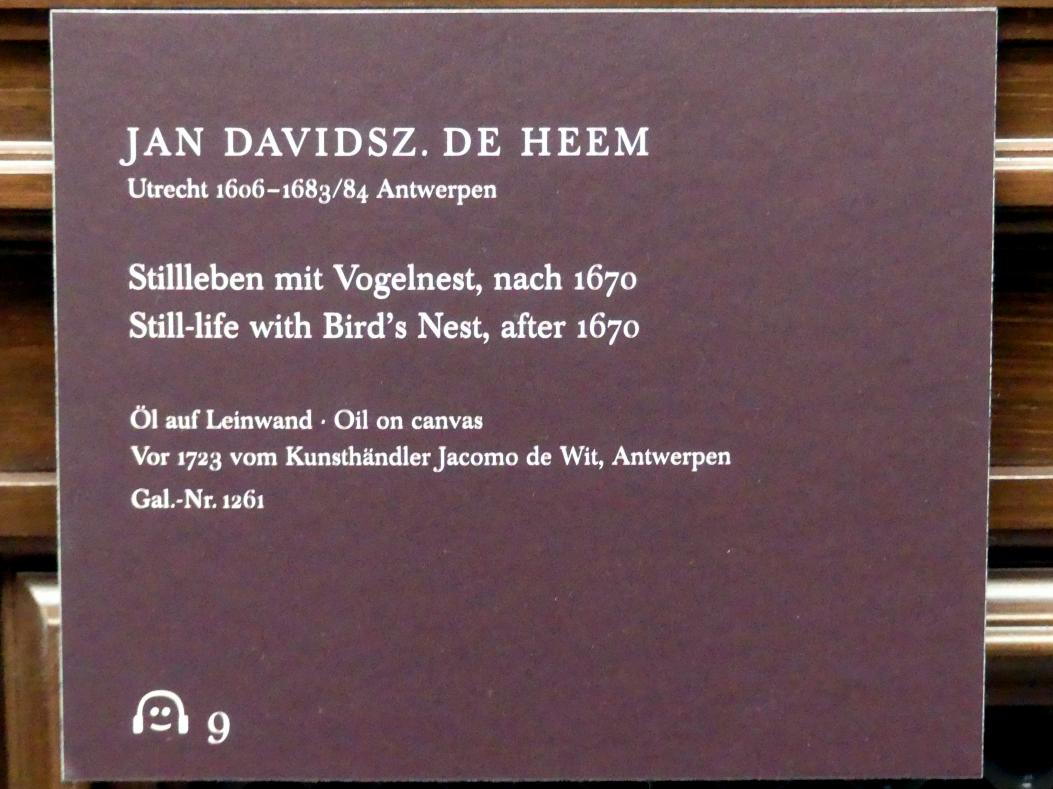 JAN DAVIDSZ. DE HEEM
Utrecht 1606–1683/84 Antwerpen
Stillleben mit Vogelnest, nach 1670
Still-life with Bird's Nest, after 1670
Öl auf Leinwand · Oil on canvas
Vor 1723 vom Kunsthändler Jacomo de Wit, Antwerpen
Gal.-Nr. 1261
9